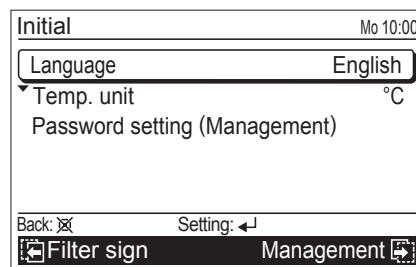 Initial Mo 10:00
Language English
Temp. unit °C
Password setting (Management)
Back: Setting:
Filter sign Management